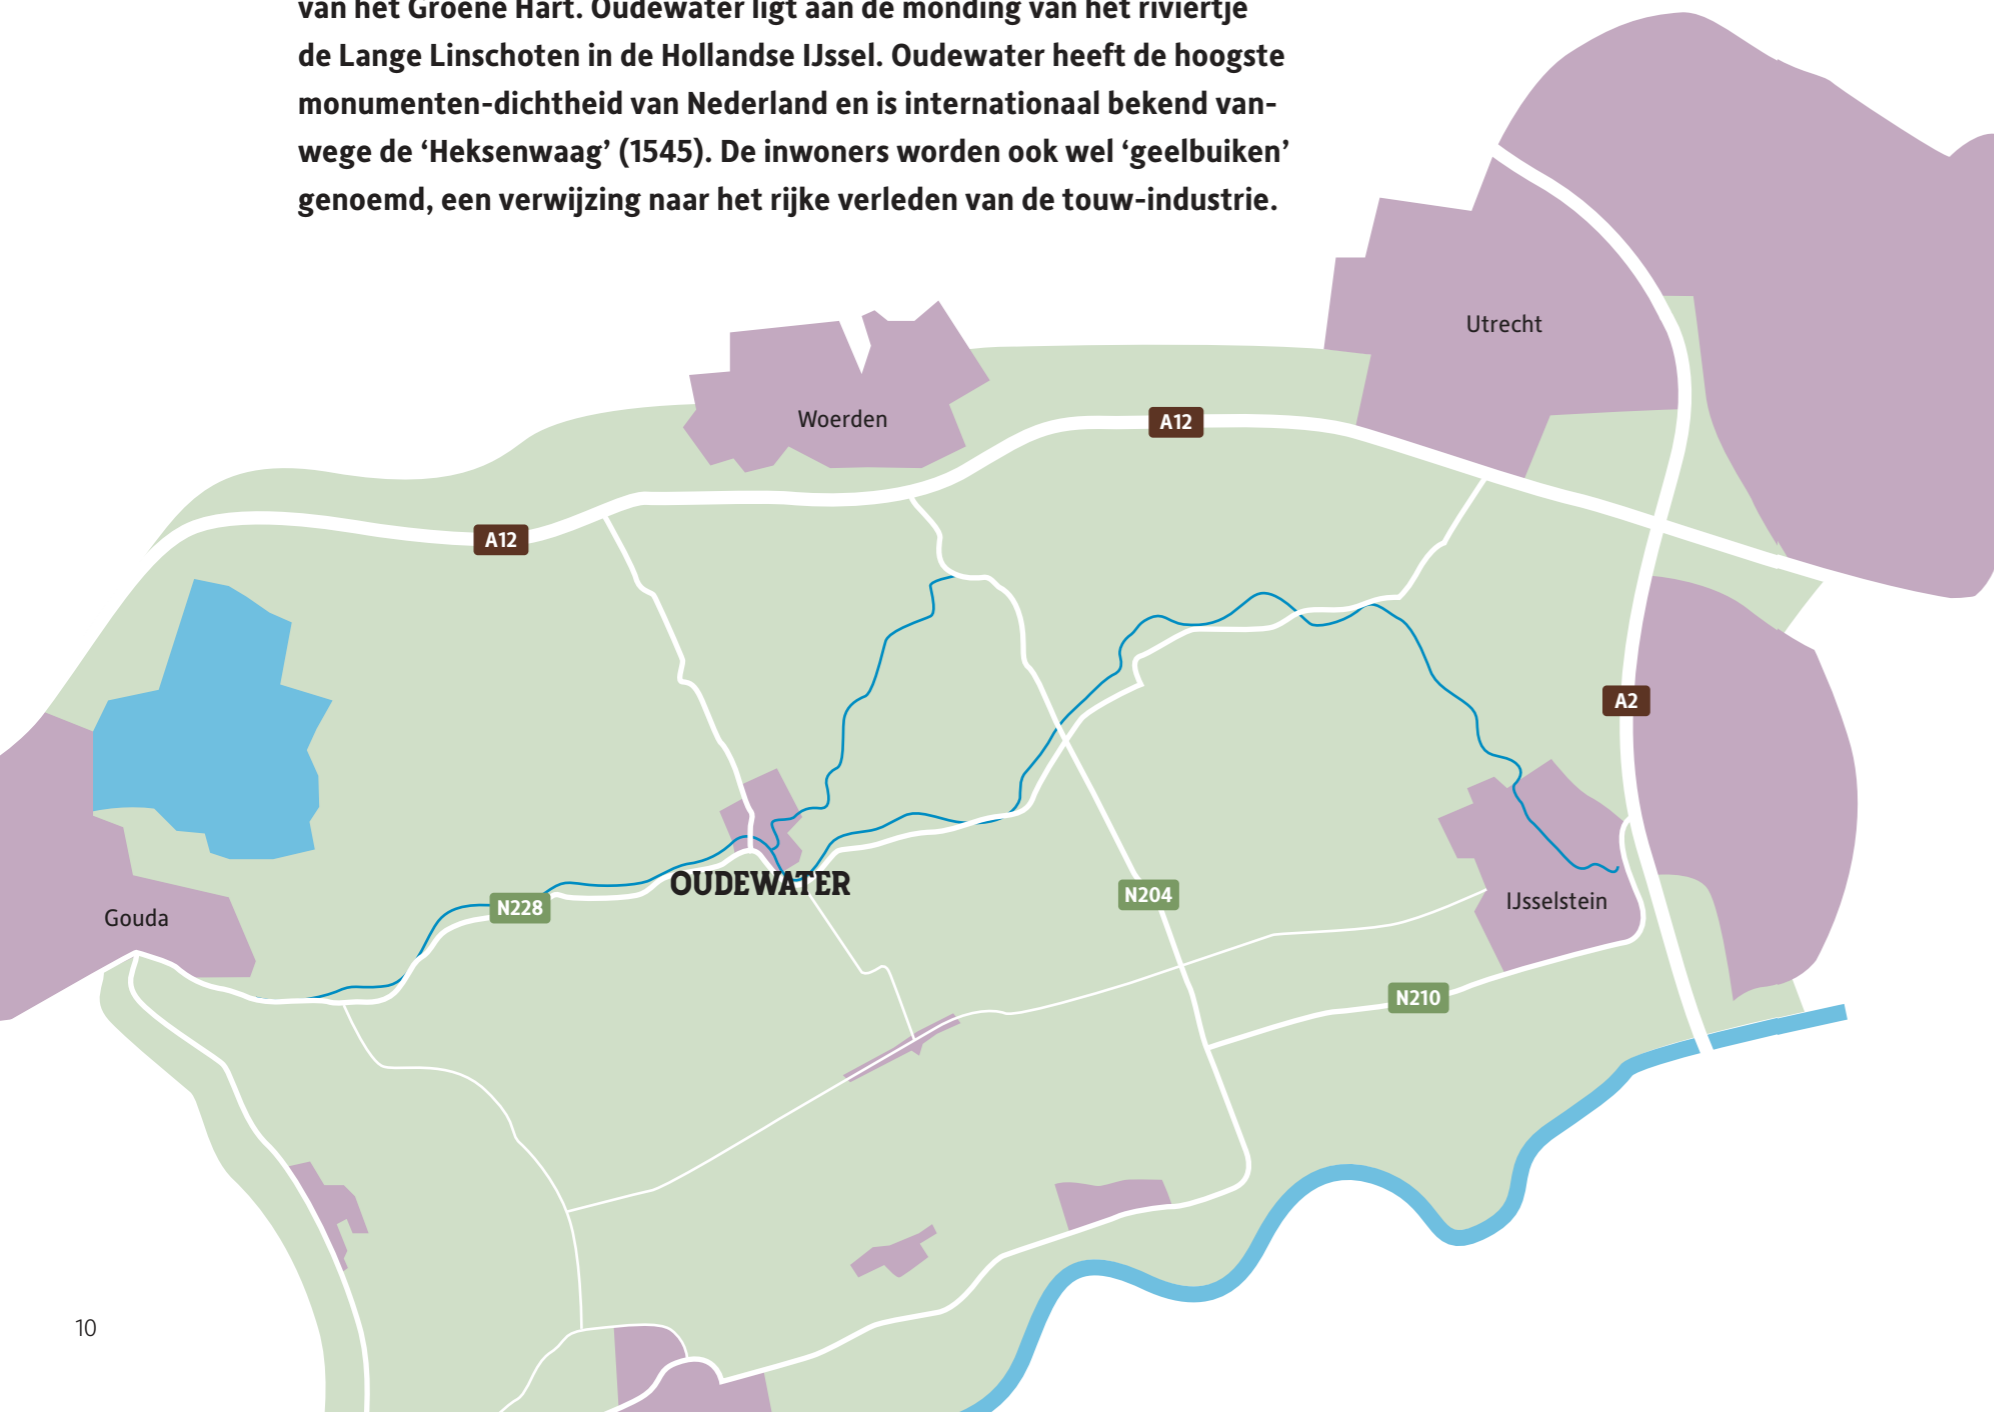 van het Groene Hart. Oudewater ligt aan de monding van het riviertje
de Lange Linschoten in de Hollandse IJssel. Oudewater heeft de hoogste
monumenten-dichtheid van Nederland en is internationaal bekend van-
wege de ‘Heksenwaag’ (1545). De inwoners worden ook wel ‘geelbuiken’
genoemd, een verwijzing naar het rijke verleden van de touw-industrie.
Utrecht
Woerden
A12
A12
A2
OUDEWATER
N204
IJsselstein
N228
Gouda
N210
10